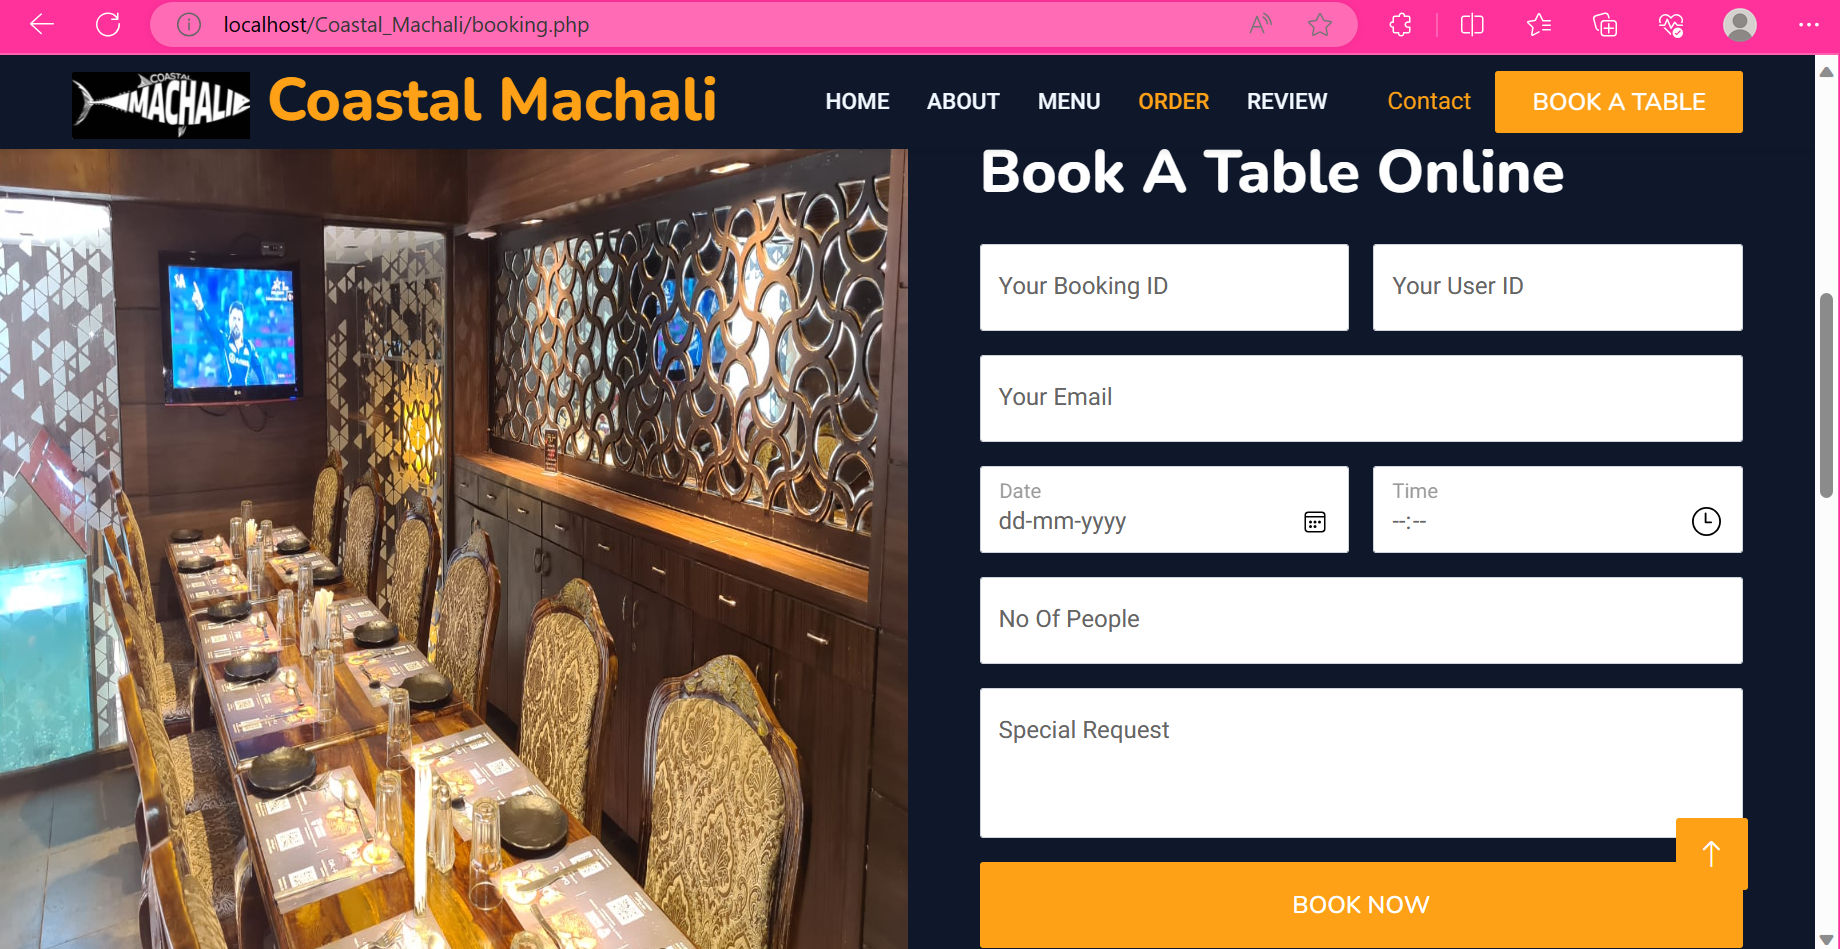 localhost/Coastal_Machali/booking.php
COASTAL
MACHALI
Coastal Machali
HOME ABOUT MENU ORDER REVIEW Contact BOOK A TABLE
Book A Table Online
Your Booking ID
Your User ID
Your Email
Date
dd-mm-yyyy
Time
--:--
No Of People
Special Request
BOOK NOW